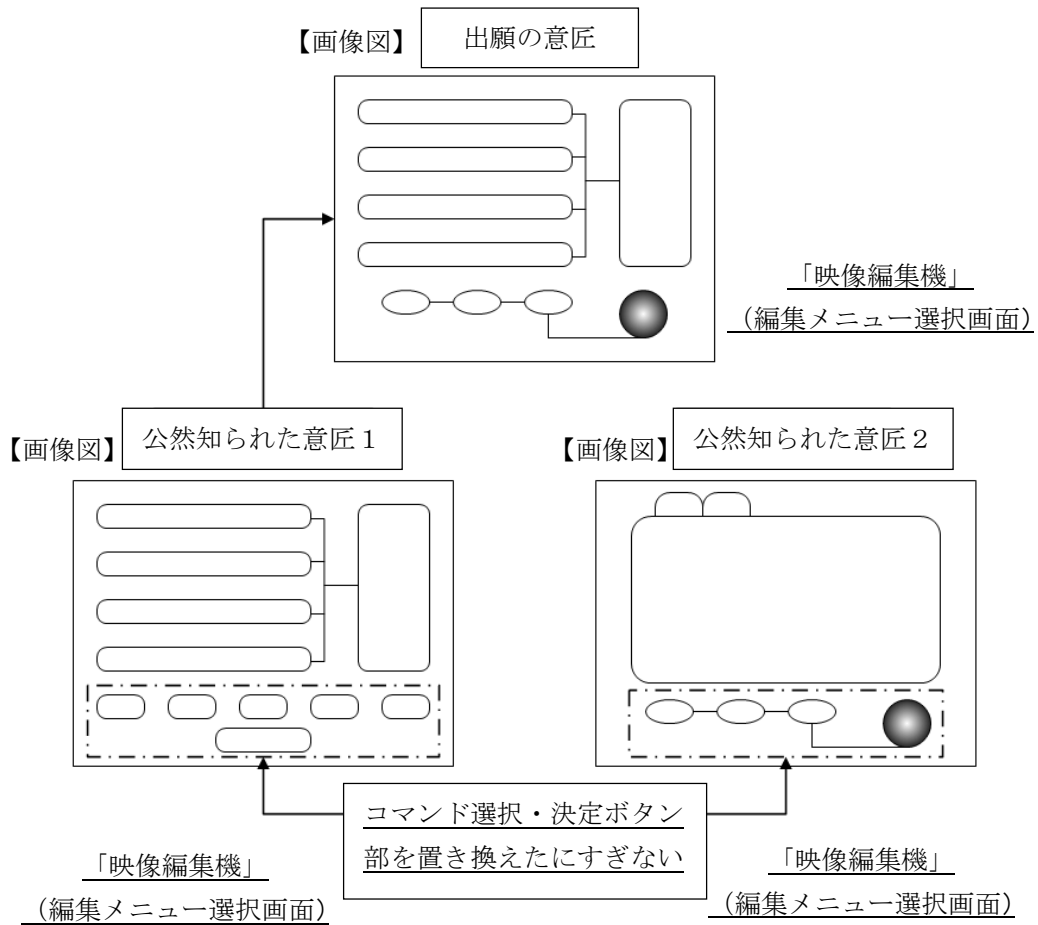 【画像図】
出願の意匠
「映像編集機」
（編集メニュー選択画面）
【画像図】
公然知られた意匠１
【画像図】
公然知られた意匠２
コマンド選択・決定ボタン
部を置き換えたにすぎない
「映像編集機」
（編集メニュー選択画面）
「映像編集機」
（編集メニュー選択画面）